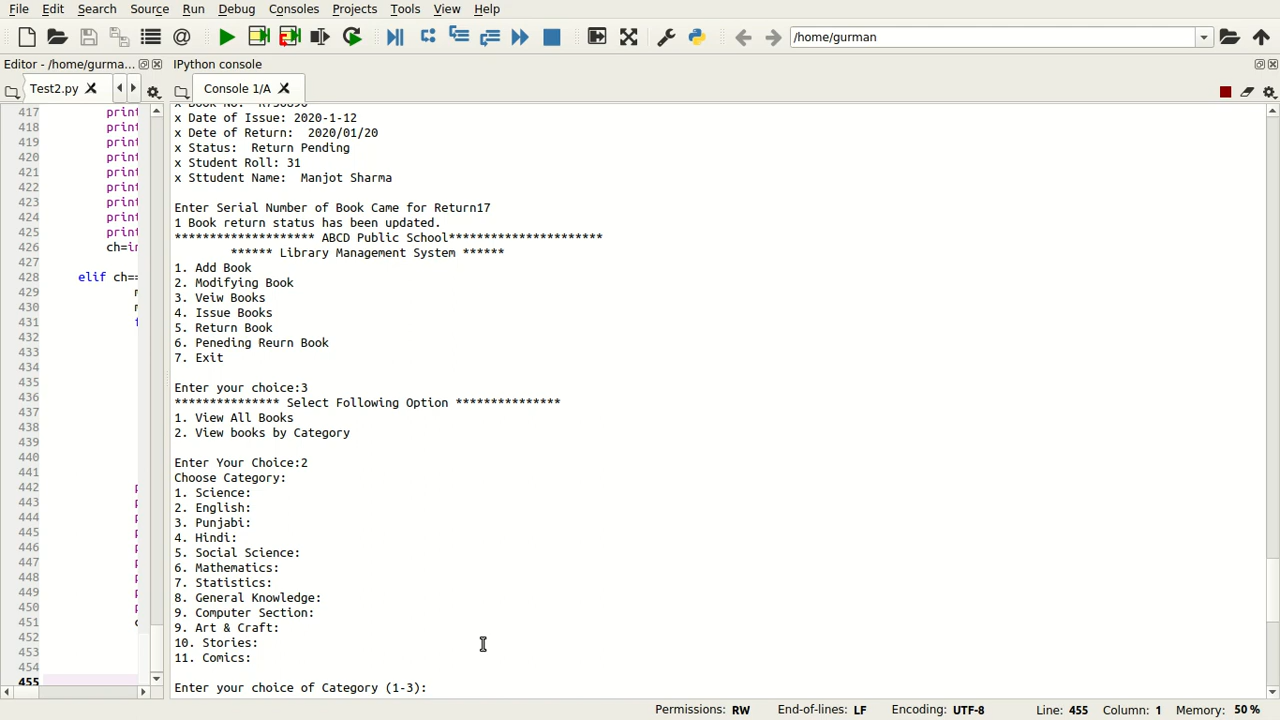 File Edit Search Source Run Debug Consoles Projects Tools View Help
/home/gurman
Editor - /home/gurma...
IPython console
Test2.py
Console 1/A
417 print
418 print
419 print
420 print
421 print
422 print
423 print
424 print
425 print
426 ch=in
427
428 elif ch==
429
430
431
432
433
434
435
436
437
438
439
440
441
442 p
443 p
444 p
445 p
446 p
447 p
448 p
449 p
450 p
451 c
452
453
454
455
x Date of Issue: 2020-1-12
x Dete of Return:  2020/01/20
x Status:  Return Pending
x Student Roll: 31
x Sttudent Name:  Manjot Sharma
Enter Serial Number of Book Came for Return17
1 Book return status has been updated.
******************** ABCD Public School**********************
****** Library Management System ******
1. Add Book
2. Modifying Book
3. Veiw Books
4. Issue Books
5. Return Book
6. Peneding Reurn Book
7. Exit
Enter your choice:3
*************** Select Following Option ***************
1. View All Books
2. View books by Category
Enter Your Choice:2
Choose Category:
1. Science:
2. English:
3. Punjabi:
4. Hindi:
5. Social Science:
6. Mathematics:
7. Statistics:
8. General Knowledge:
9. Computer Section:
9. Art & Craft:
10. Stories:
11. Comics:
Enter your choice of Category (1-3):
Permissions: RW End-of-lines: LF Encoding: UTF-8 Line: 455 Column: 1 Memory: 50 %